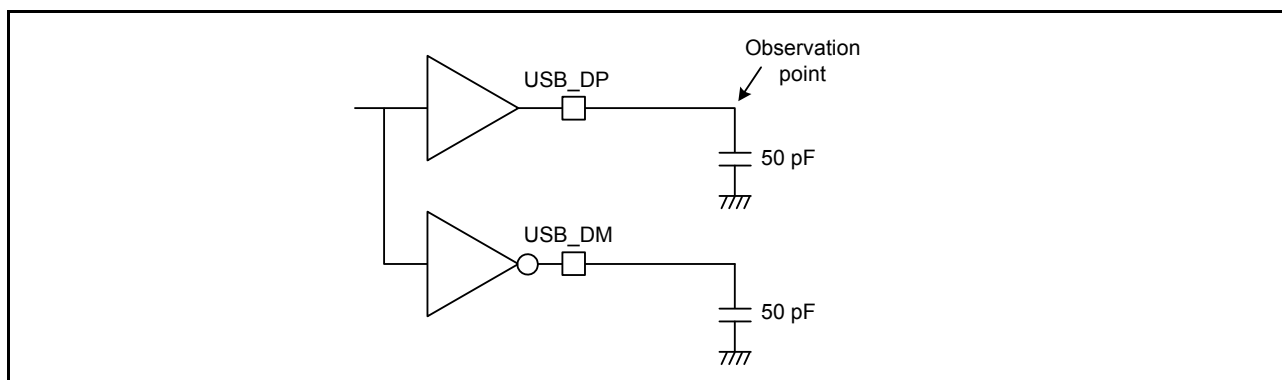 Observation
point
USB_DP
50 pF
USB_DM
50 pF